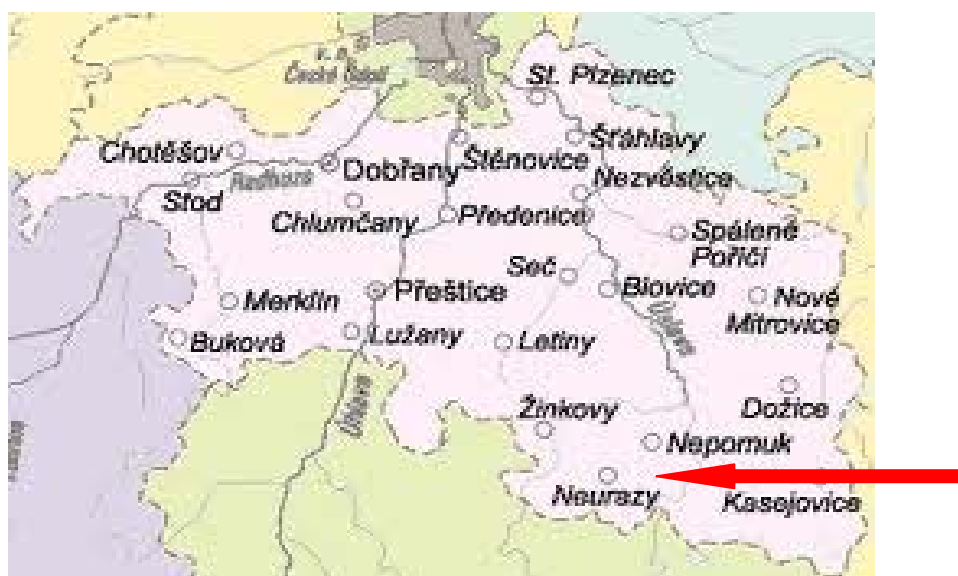 St. Plzenec
Chotěšov
Šťáhlavy
Štěnovice
Dobřany
Radbuza
Nezvěstice
Stod
Chlumčany
Předenice
Spálené
Poříčí
Seč
Přeštice
Blovice
Merklín
Nové
Mitrovice
Úslava
Lužany
Letiny
Buková
Úhlava
Žinkovy
Dožice
Nepomuk
Neurazy
Kasejovice